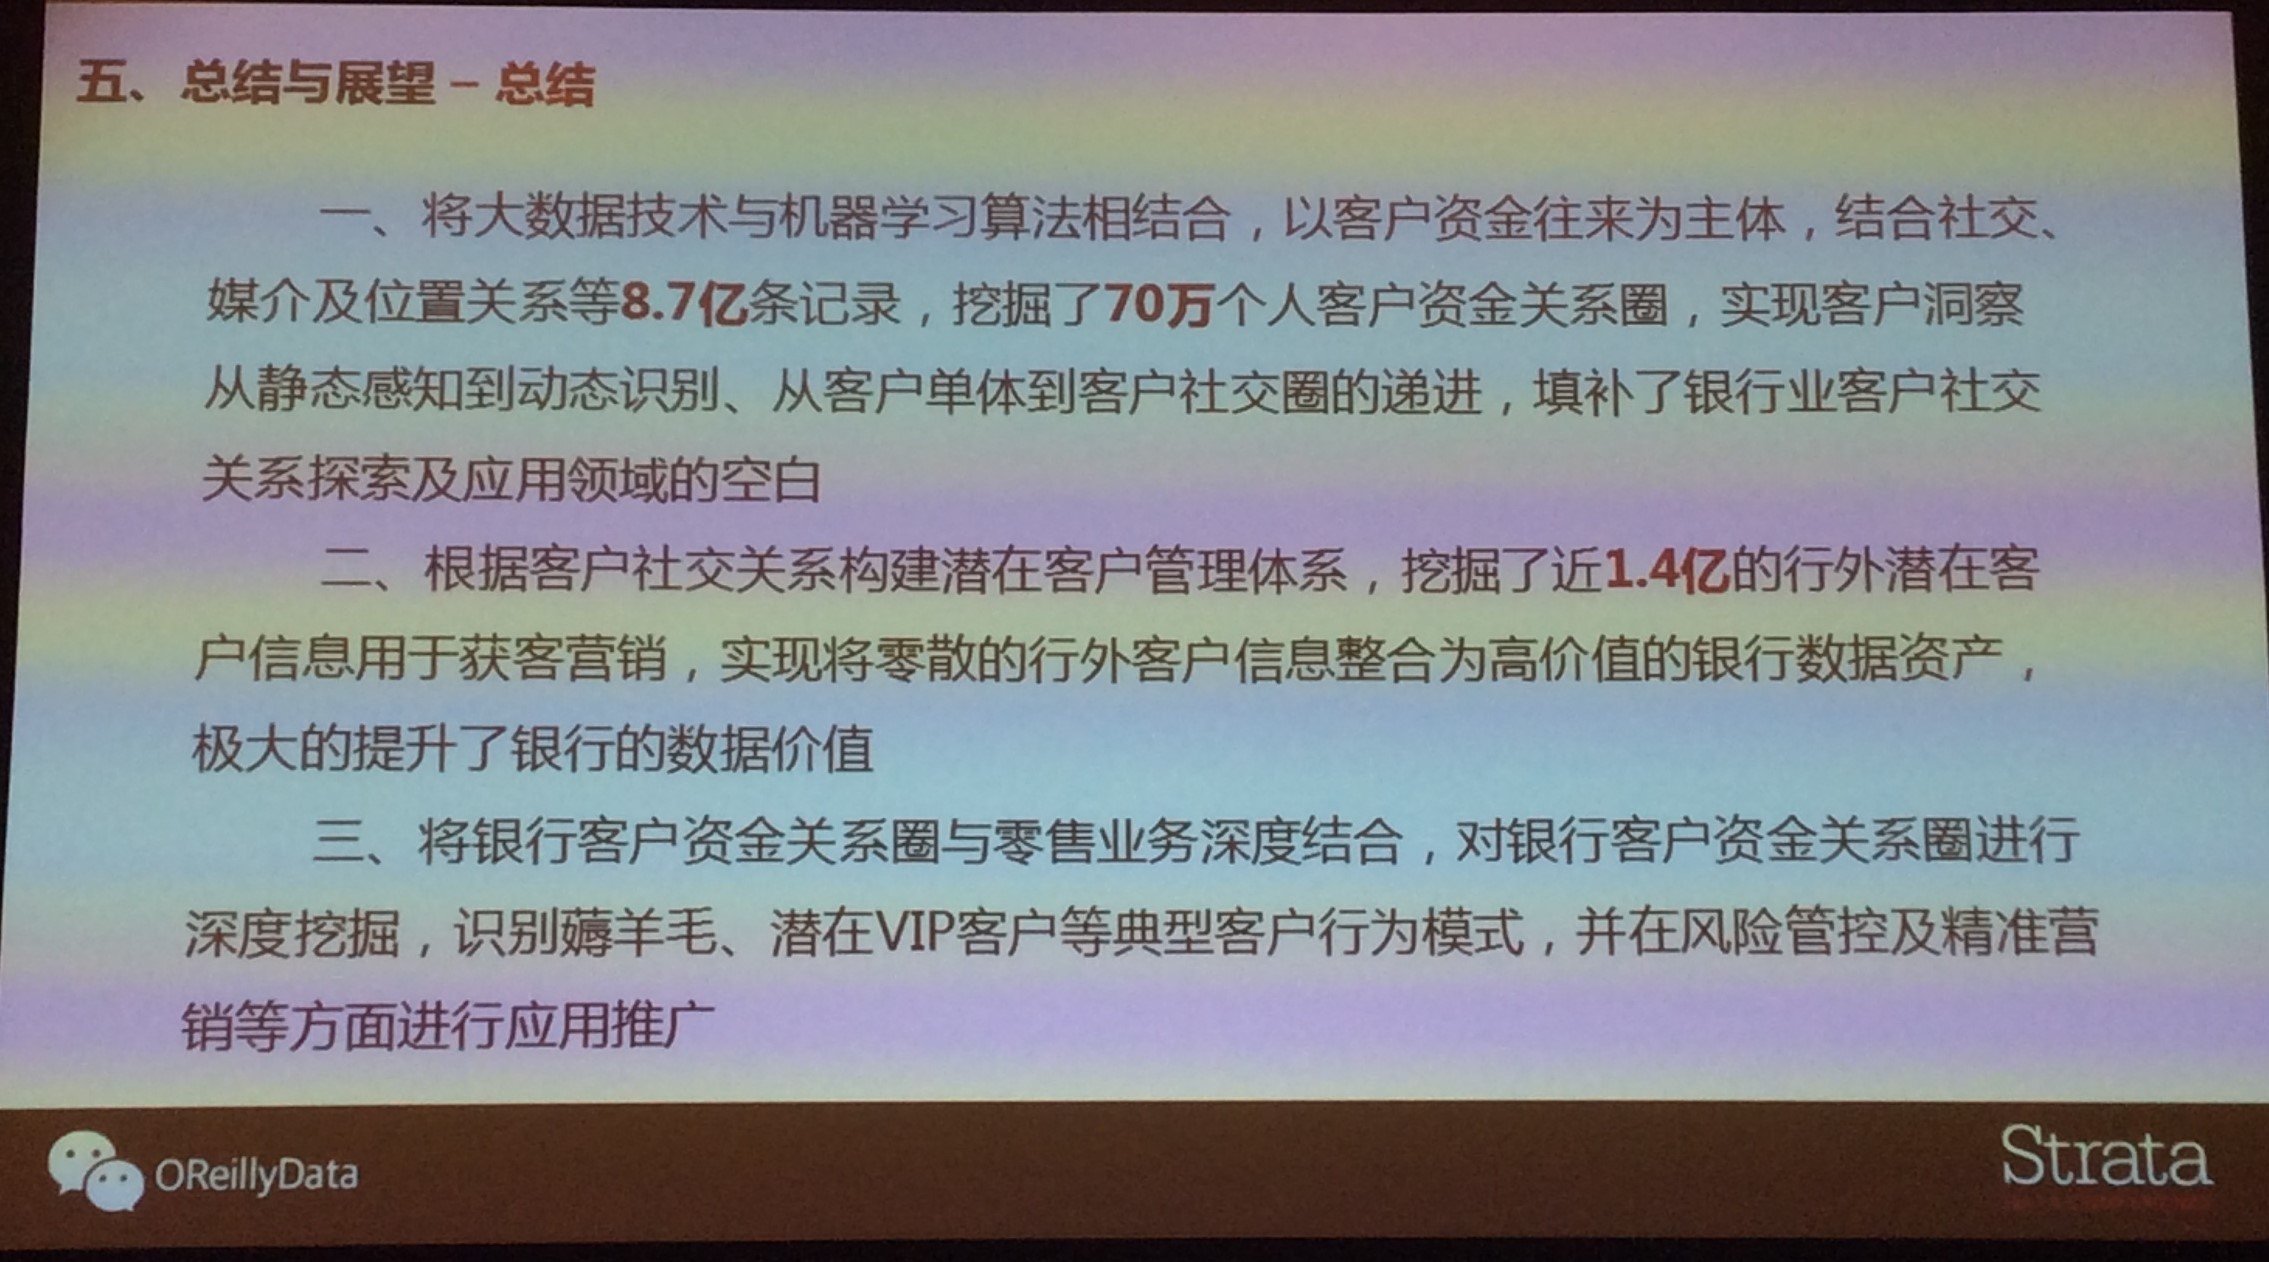 五、总结与展望 – 总结
一、将大数据技术与机器学习算法相结合，以客户资金往来为主体，结合社交、
媒介及位置关系等8.7亿条记录，挖掘了70万个人客户资金关系圈，实现客户洞察
从静态感知到动态识别、从客户单体到客户社交圈的递进，填补了银行业客户社交
关系探索及应用领域的空白
二、根据客户社交关系构建潜在客户管理体系，挖掘了近1.4亿的行外潜在客
户信息用于获客营销，实现将零散的行外客户信息整合为高价值的银行数据资产，
极大的提升了银行的数据价值
三、将银行客户资金关系圈与零售业务深度结合，对银行客户资金关系圈进行
深度挖掘，识别薅羊毛、潜在VIP客户等典型客户行为模式，并在风险管控及精准营
销等方面进行应用推广
OReillyData
Strata